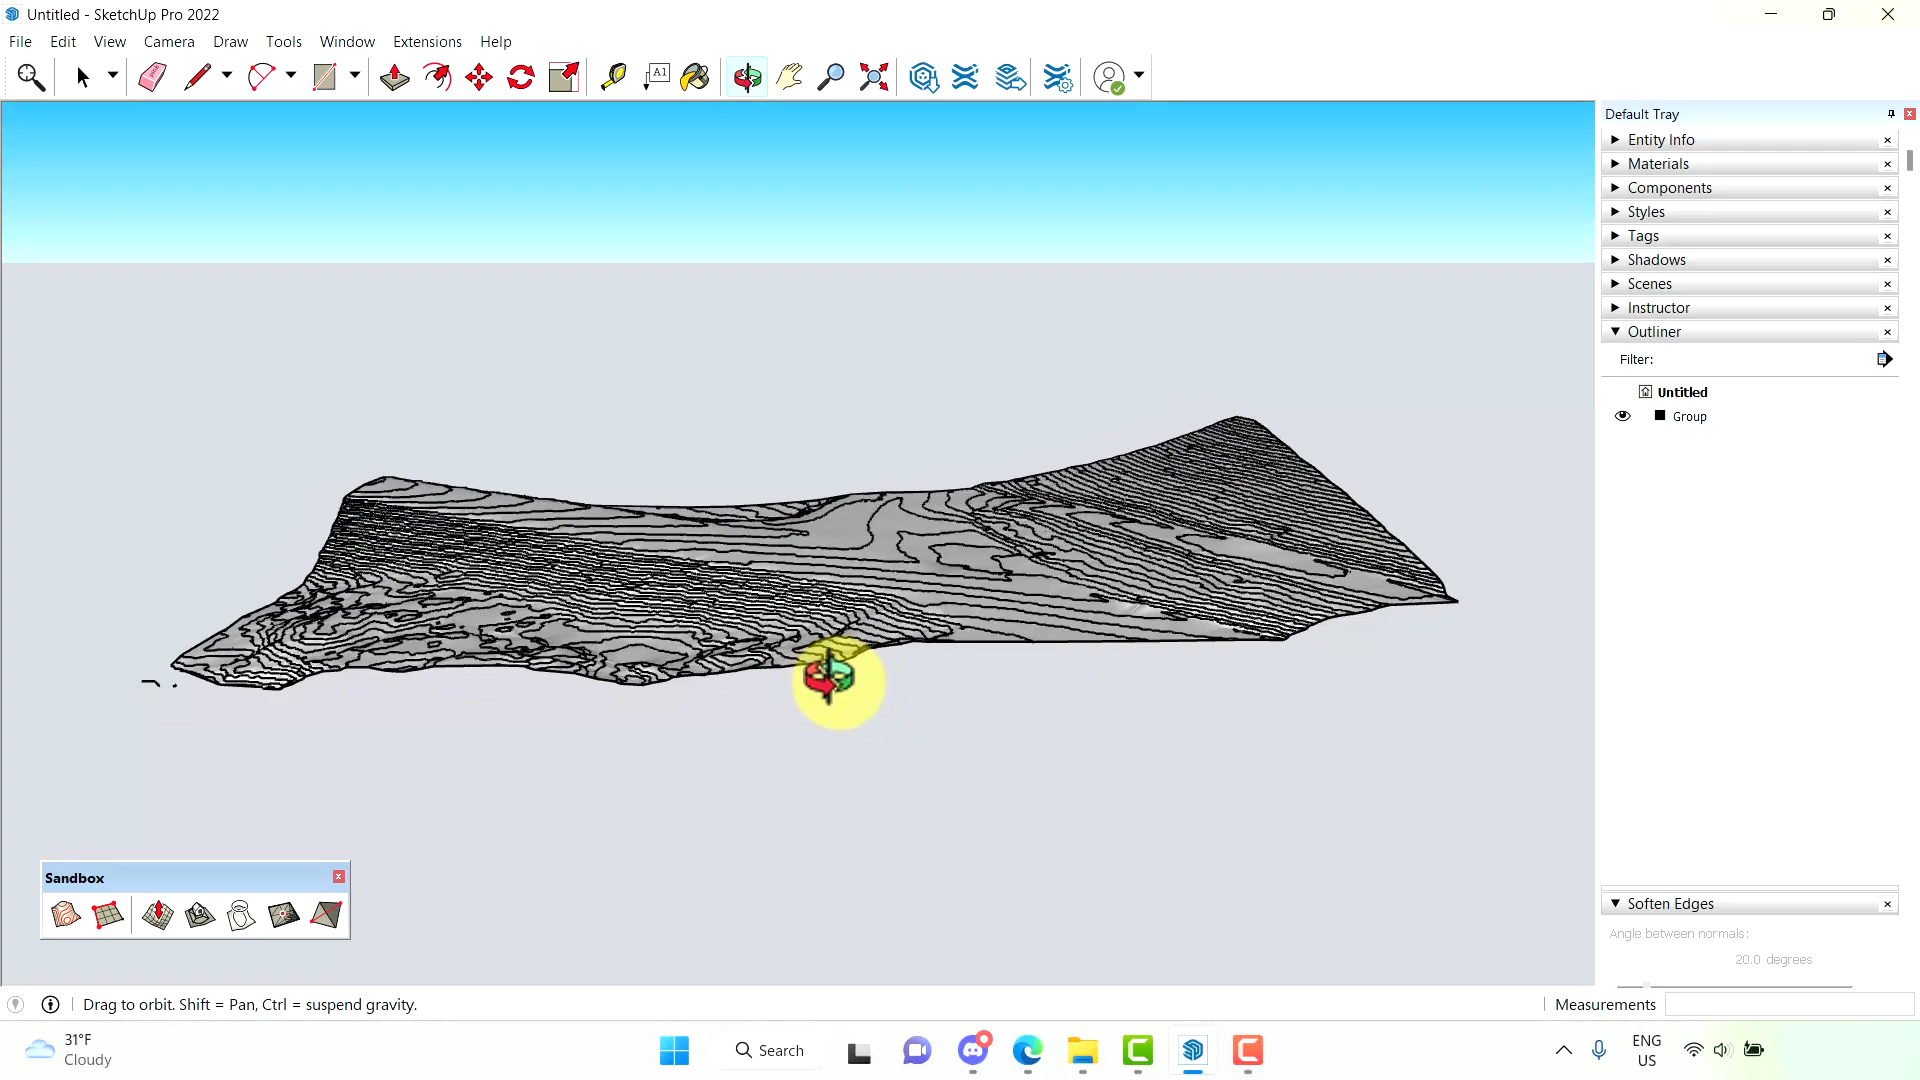 Untitled - SketchUp Pro 2022
File Edit View Camera Draw Tools Window Extensions Help
A1
Default Tray
Entity Info
Materials
Components
Styles
Tags
Shadows
Scenes
Instructor
Outliner
Filter:
Untitled
Group
Sandbox
Soften Edges
Angle between normals:
20.0 degrees
Drag to orbit. Shift = Pan, Ctrl = suspend gravity.
Measurements
31°F
Cloudy
Search
ENG
US